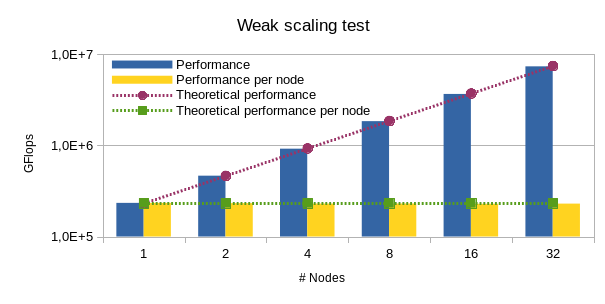 Weak scaling test
1,0E+7
Performance
Performance per node
Theoretical performance
Theoretical performance per node
1,0E+6
GFlops
1,0E+5
1 2 4 8 16 32
# Nodes